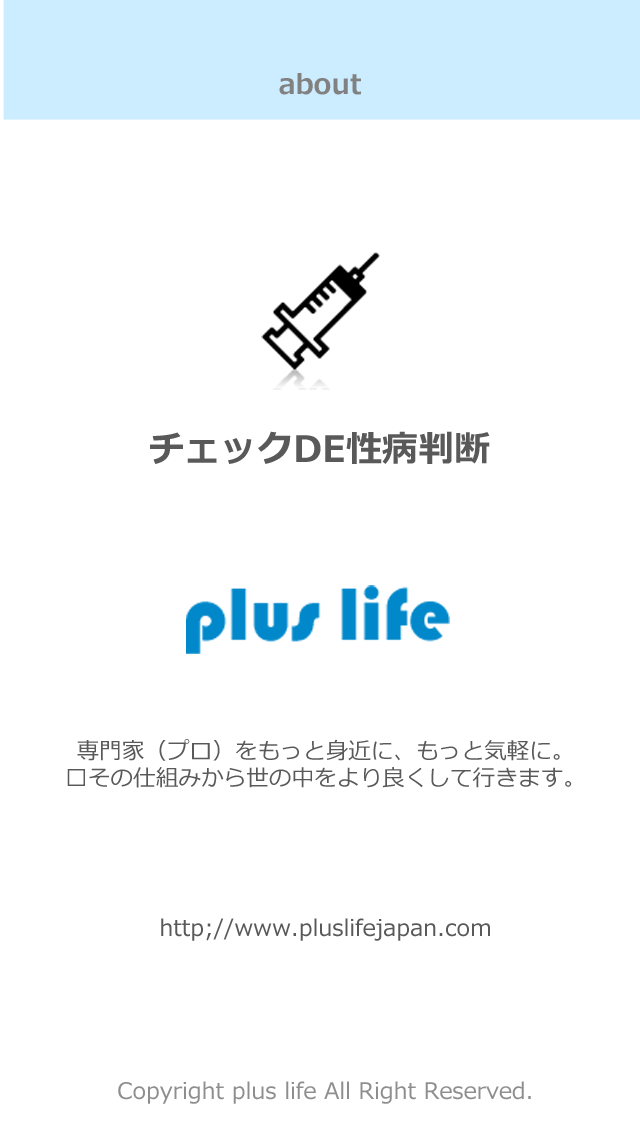 about
チェックDE性病判断
plus life
専門家（プロ）をもっと身近に、もっと気軽に。
□その仕組みから世の中をより良くして行きます。
http;//www.pluslifejapan.com
Copyright plus life All Right Reserved.